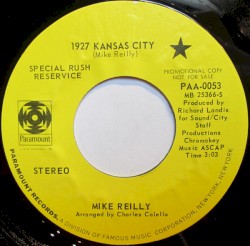 1927 KANSAS CITY
(Mike Reilly)
SPECIAL RUSH
RESERVICE
PROMOTIONAL COPY
NOT FOR SALE
PAA-0053
MB 25366-S
Produced by
Richard Landis
for Sound/City
Staff
Productions
Chromakey
Music ASCAP
Time 3:03
Paramount
STEREO
MIKE REILLY
Arranged by Charles Calello
PARAMOUNT RECORDS, A DIVISION OF FAMOUS MUSIC CORPORATION, NEW YORK, NEW YORK